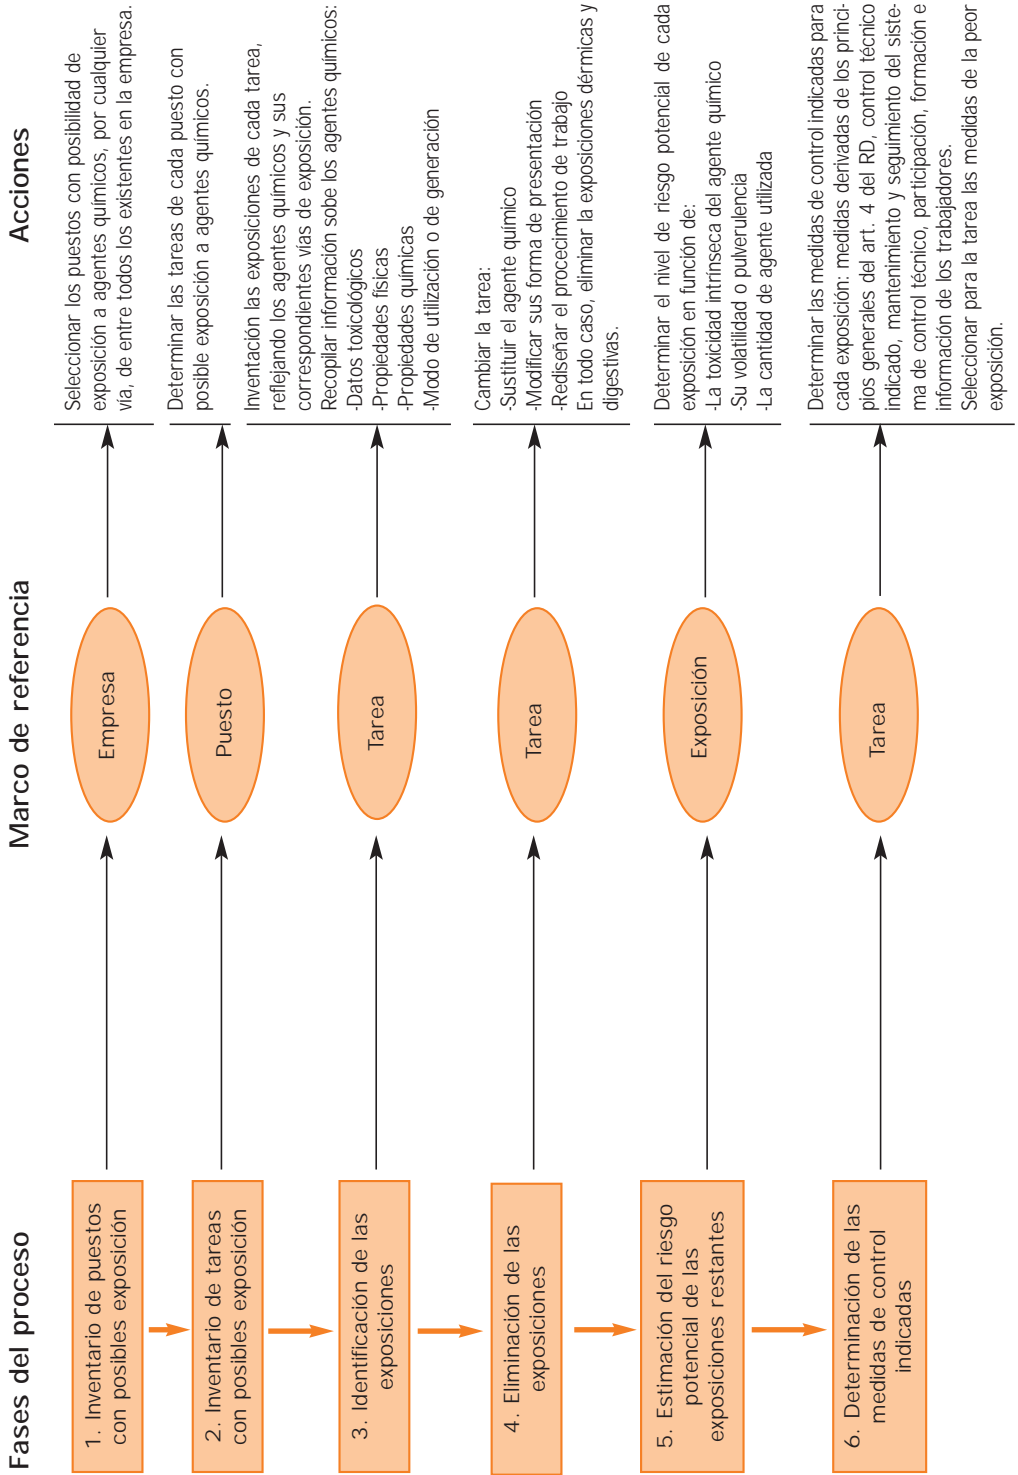 Fases del proceso
Marco de referencia
Acciones
1. Inventario de puestos
con posibles exposición
Empresa
Seleccionar los puestos con posibilidad de
exposición a agentes químicos, por cualquier
vía, de entre todos los existentes en la empresa.
2. Inventario de tareas
con posibles exposición
Puesto
Determinar las tareas de cada puesto con
posible exposición a agentes químicos.
3. Identificación de las
exposiciones
Tarea
Inventación las exposiciones de cada tarea,
reflejando los agentes químicos y sus
correspondientes vías de exposición.
Recopilar información sobe los agentes químicos:
-Datos toxicológicos
-Propiedades físicas
-Propiedades químicas
-Modo de utilización o de generación
4. Eliminación de las
exposiciones
Tarea
Cambiar la tarea:
-Sustituir el agente químico
-Modificar sus forma de presentación
-Rediseñar el procecimiento de trabajo
En todo caso, eliminar la exposiciones dérmicas y
digestivas.
5. Estimación del riesgo
potencial de las
exposiciones restantes
Exposición
Determinar el nivel de riesgo potencial de cada
exposición en función de:
-La toxicidad intrínseca del agente químico
-Su volatilidad o pulverulencia
-La cantidad de agente utilizada
6. Determinación de las
medidas de control
indicadas
Tarea
Determinar las medidas de control indicadas para
cada exposición: medidas derivadas de los princi-
pios generales del art. 4 del RD, control técnico
indicado, mantenimiento y seguimiento del siste-
ma de control técnico, participación, formación e
información de los trabajadores.
Seleccionar para la tarea las medidas de la peor
exposición.